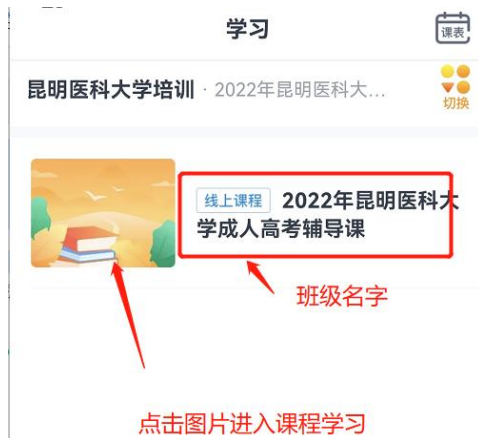 学习
课表
昆明医科大学培训 · 2022年昆明医科大...
切换
线上课程 2022年昆明医科大
学成人高考辅导课
班级名字
点击图片进入课程学习